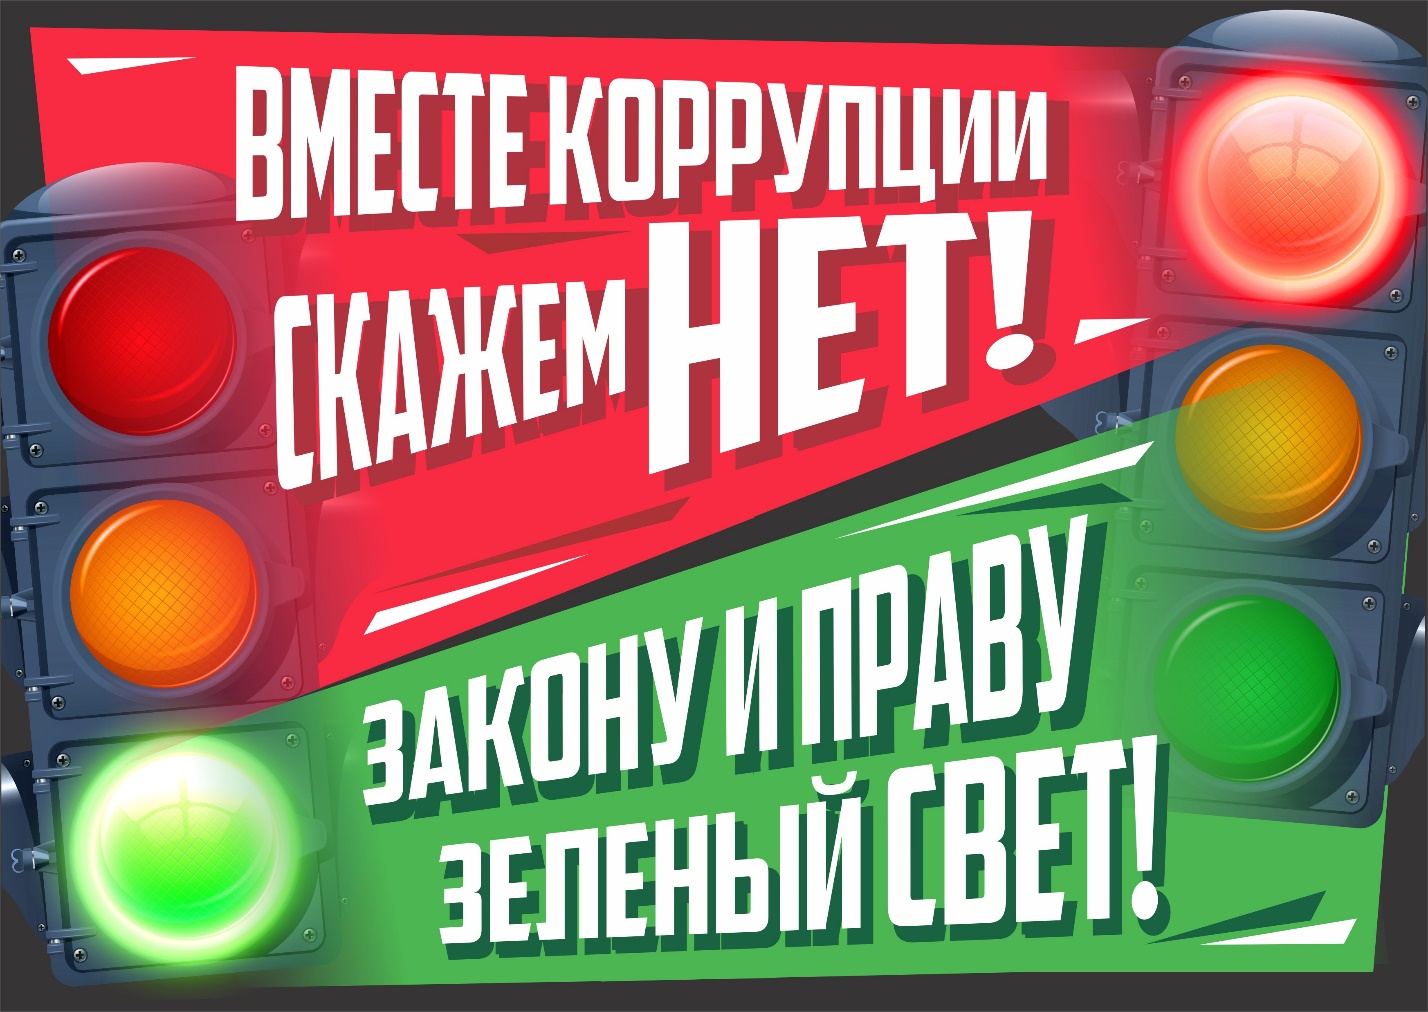 ВМЕСТЕ КОРРУПЦИИ
СКАЖЕМ НЕТ!
ЗАКОНУ И ПРАВУ
ЗЕЛЕНЫЙ СВЕТ!